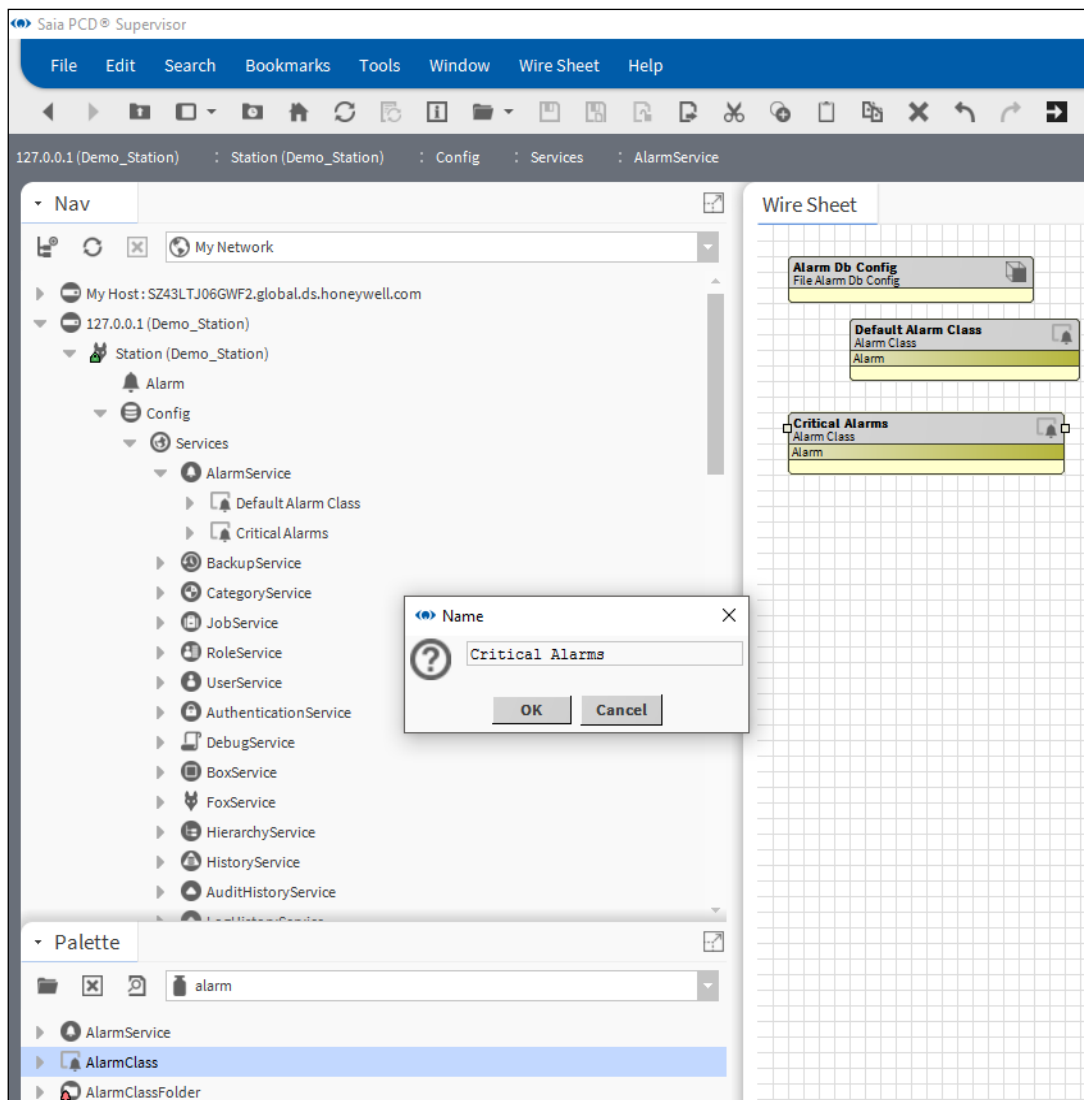 Saia PCD® Supervisor
File Edit Search Bookmarks Tools Window Wire Sheet Help
127.0.0.1 (Demo_Station) : Station (Demo_Station) : Config : Services : AlarmService
Nav
My Network
My Host : SZ43LTJ06GWF2.global.ds.honeywell.com
127.0.0.1 (Demo_Station)
Station (Demo_Station)
Alarm
Config
Services
AlarmService
Default Alarm Class
Critical Alarms
BackupService
CategoryService
JobService
RoleService
UserService
AuthenticationService
DebugService
BoxService
FoxService
HierarchyService
HistoryService
AuditHistoryService
LogHistoryService
Palette
alarm
AlarmService
AlarmClass
AlarmClassFolder
Wire Sheet
Alarm Db Config
File Alarm Db Config
Default Alarm Class
Alarm Class
Alarm
Critical Alarms
Alarm Class
Alarm
Name
Critical Alarms
OK Cancel